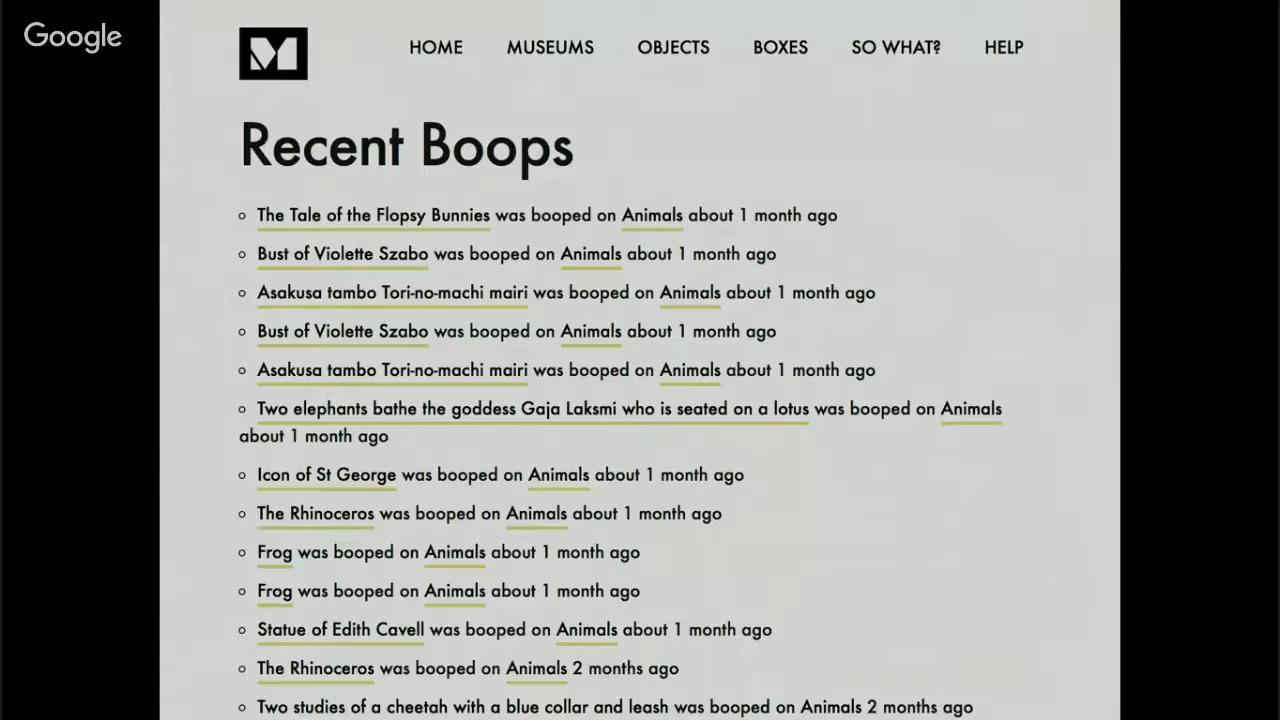 Google
M
HOME MUSEUMS OBJECTS BOXES SO WHAT? HELP
Recent Boops
The Tale of the Flopsy Bunnies was booped on Animals about 1 month ago
Bust of Violette Szabo was booped on Animals about 1 month ago
Asakusa tambo Tori-no-machi mairi was booped on Animals about 1 month ago
Bust of Violette Szabo was booped on Animals about 1 month ago
Asakusa tambo Tori-no-machi mairi was booped on Animals about 1 month ago
Two elephants bathe the goddess Gaja Laksmi who is seated on a lotus was booped on Animals
about 1 month ago
Icon of St George was booped on Animals about 1 month ago
The Rhinoceros was booped on Animals about 1 month ago
Frog was booped on Animals about 1 month ago
Frog was booped on Animals about 1 month ago
Statue of Edith Cavell was booped on Animals about 1 month ago
The Rhinoceros was booped on Animals 2 months ago
Two studies of a cheetah with a blue collar and leash was booped on Animals 2 months ago